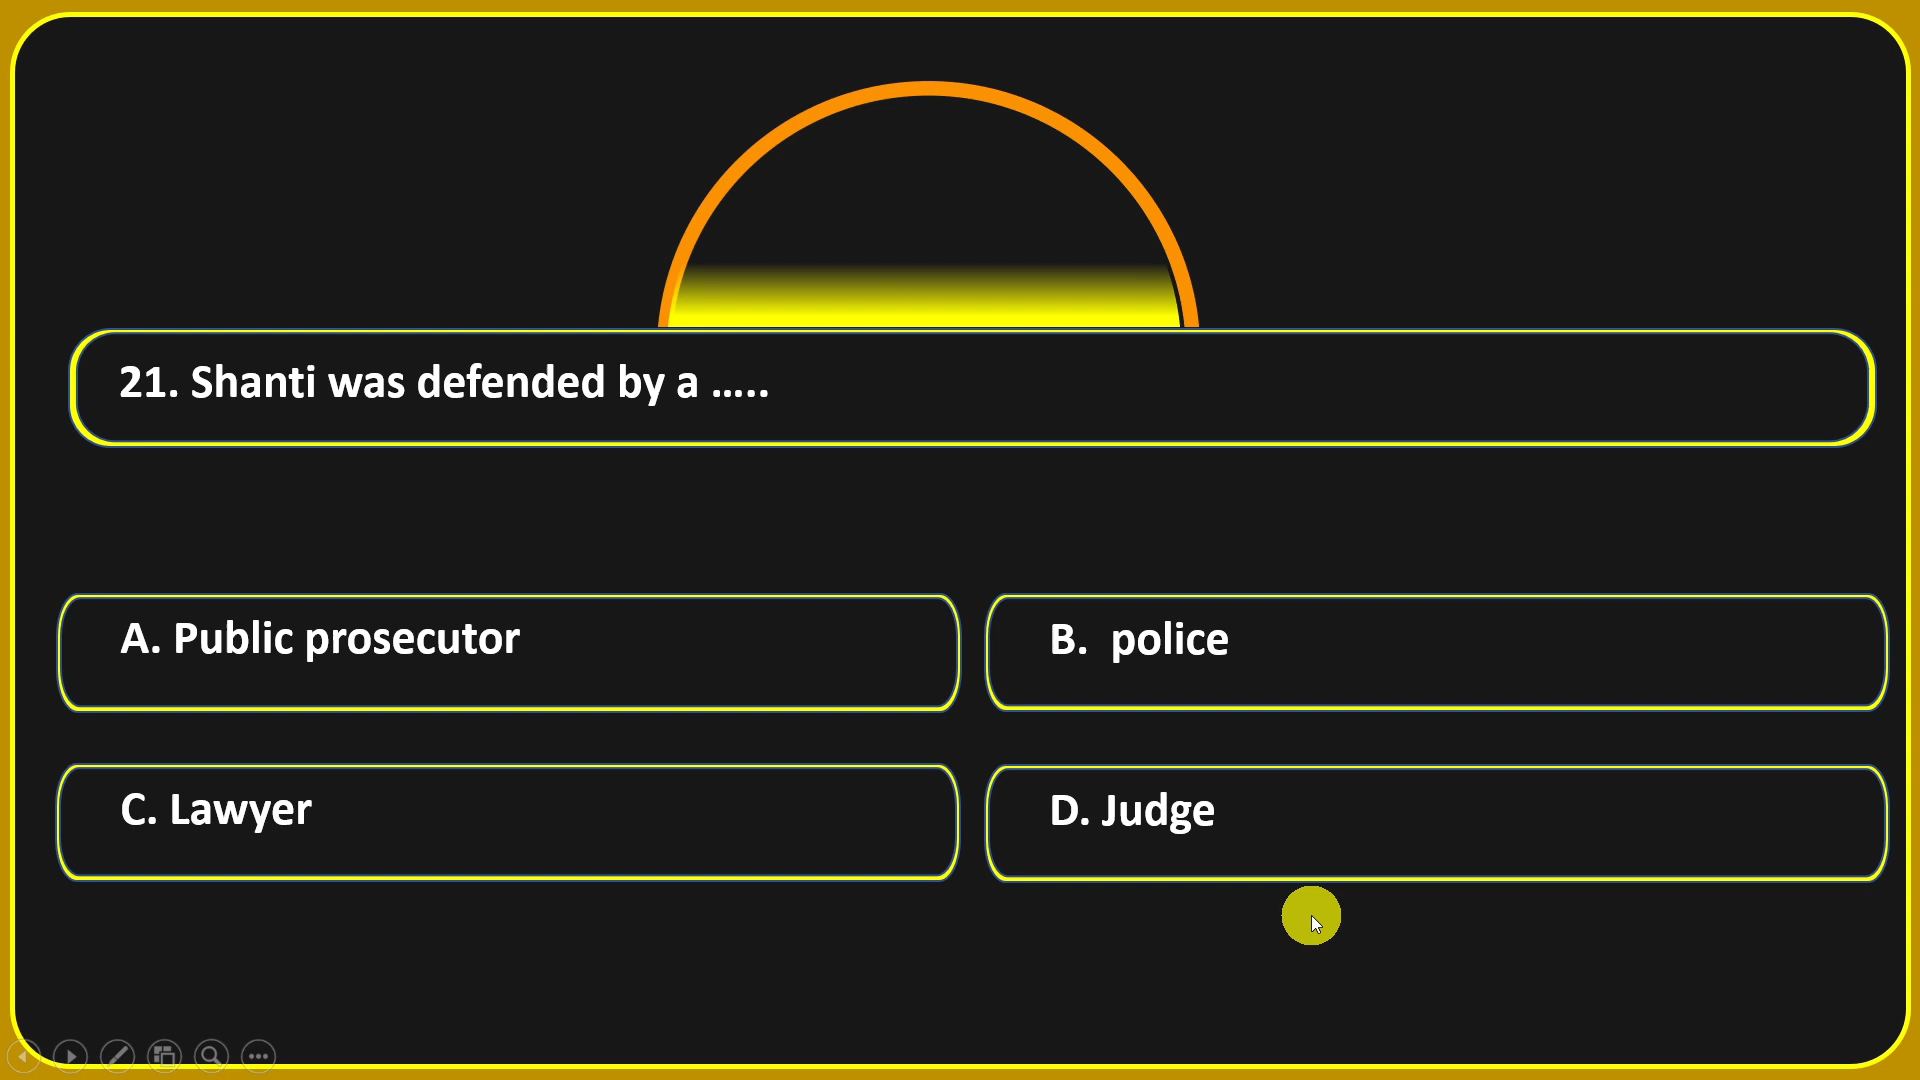 21. Shanti was defended by a .....
A. Public prosecutor
B.  police
C. Lawyer
D. Judge